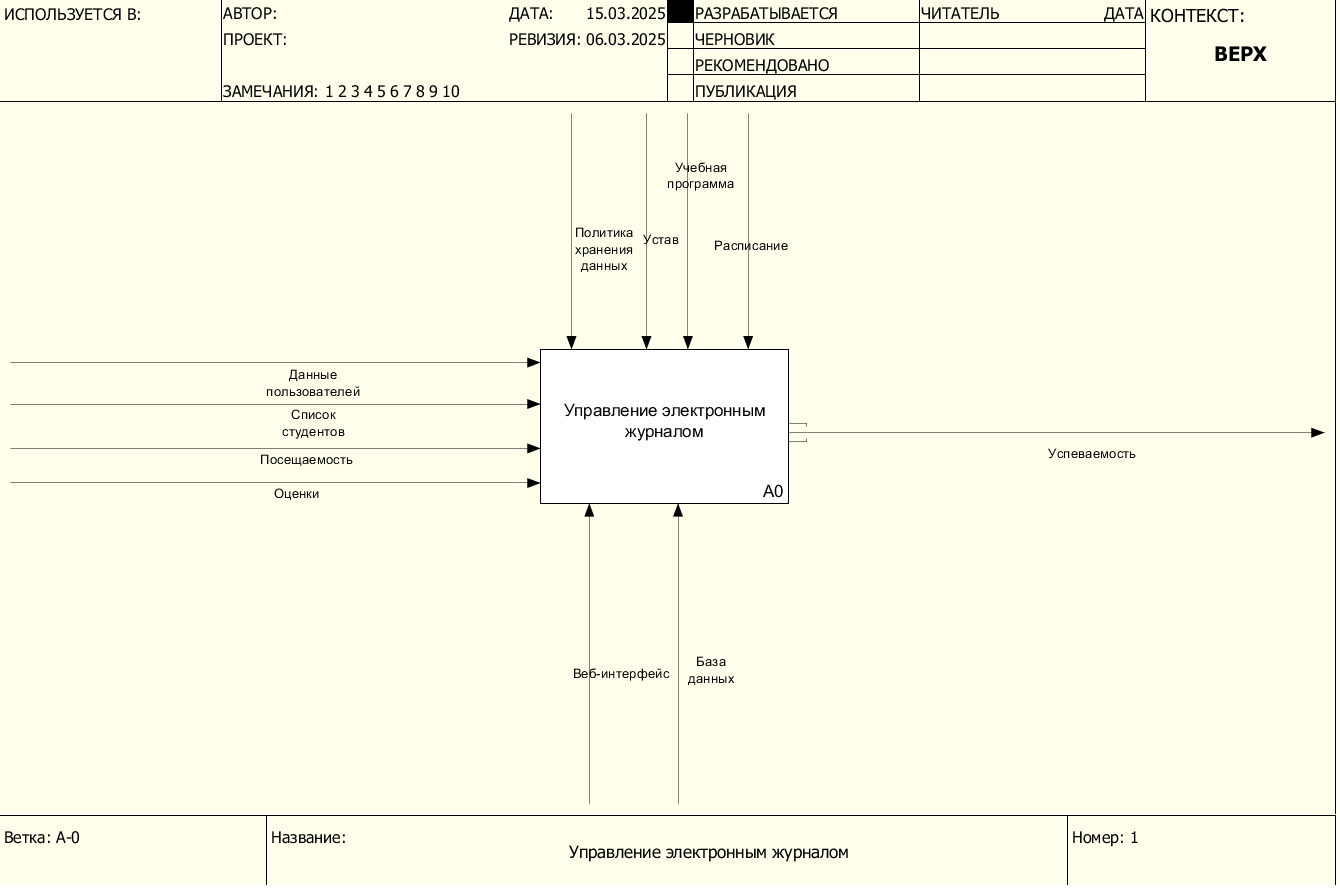 ИСПОЛЬЗУЕТСЯ В:
АВТОР:
ДАТА: 15.03.2025
ПРОЕКТ:
РЕВИЗИЯ: 06.03.2025
ЗАМЕЧАНИЯ: 1 2 3 4 5 6 7 8 9 10
РАЗРАБАТЫВАЕТСЯ
ЧЕРНОВИК
РЕКОМЕНДОВАНО
ПУБЛИКАЦИЯ
ЧИТАТЕЛЬ
ДАТА
КОНТЕКСТ:
ВЕРХ
Учебная
программа
Политика
хранения
данных
Устав
Расписание
Данные
пользователей
Список
студентов
Посещаемость
Оценки
Управление электронным
журналом
A0
Успеваемость
Веб-интерфейс
База
данных
Ветка: A-0
Название:
Управление электронным журналом
Номер: 1